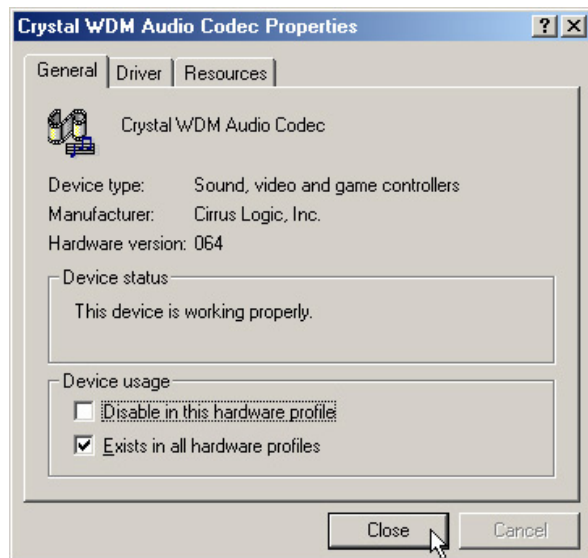 Crystal WDM Audio Codec Properties
General Driver Resources
Crystal WDM Audio Codec
Device type: Sound, video and game controllers
Manufacturer: Cirrus Logic, Inc.
Hardware version: 064
Device status
This device is working properly.
Device usage
Disable in this hardware profile
Exists in all hardware profiles
Close Cancel